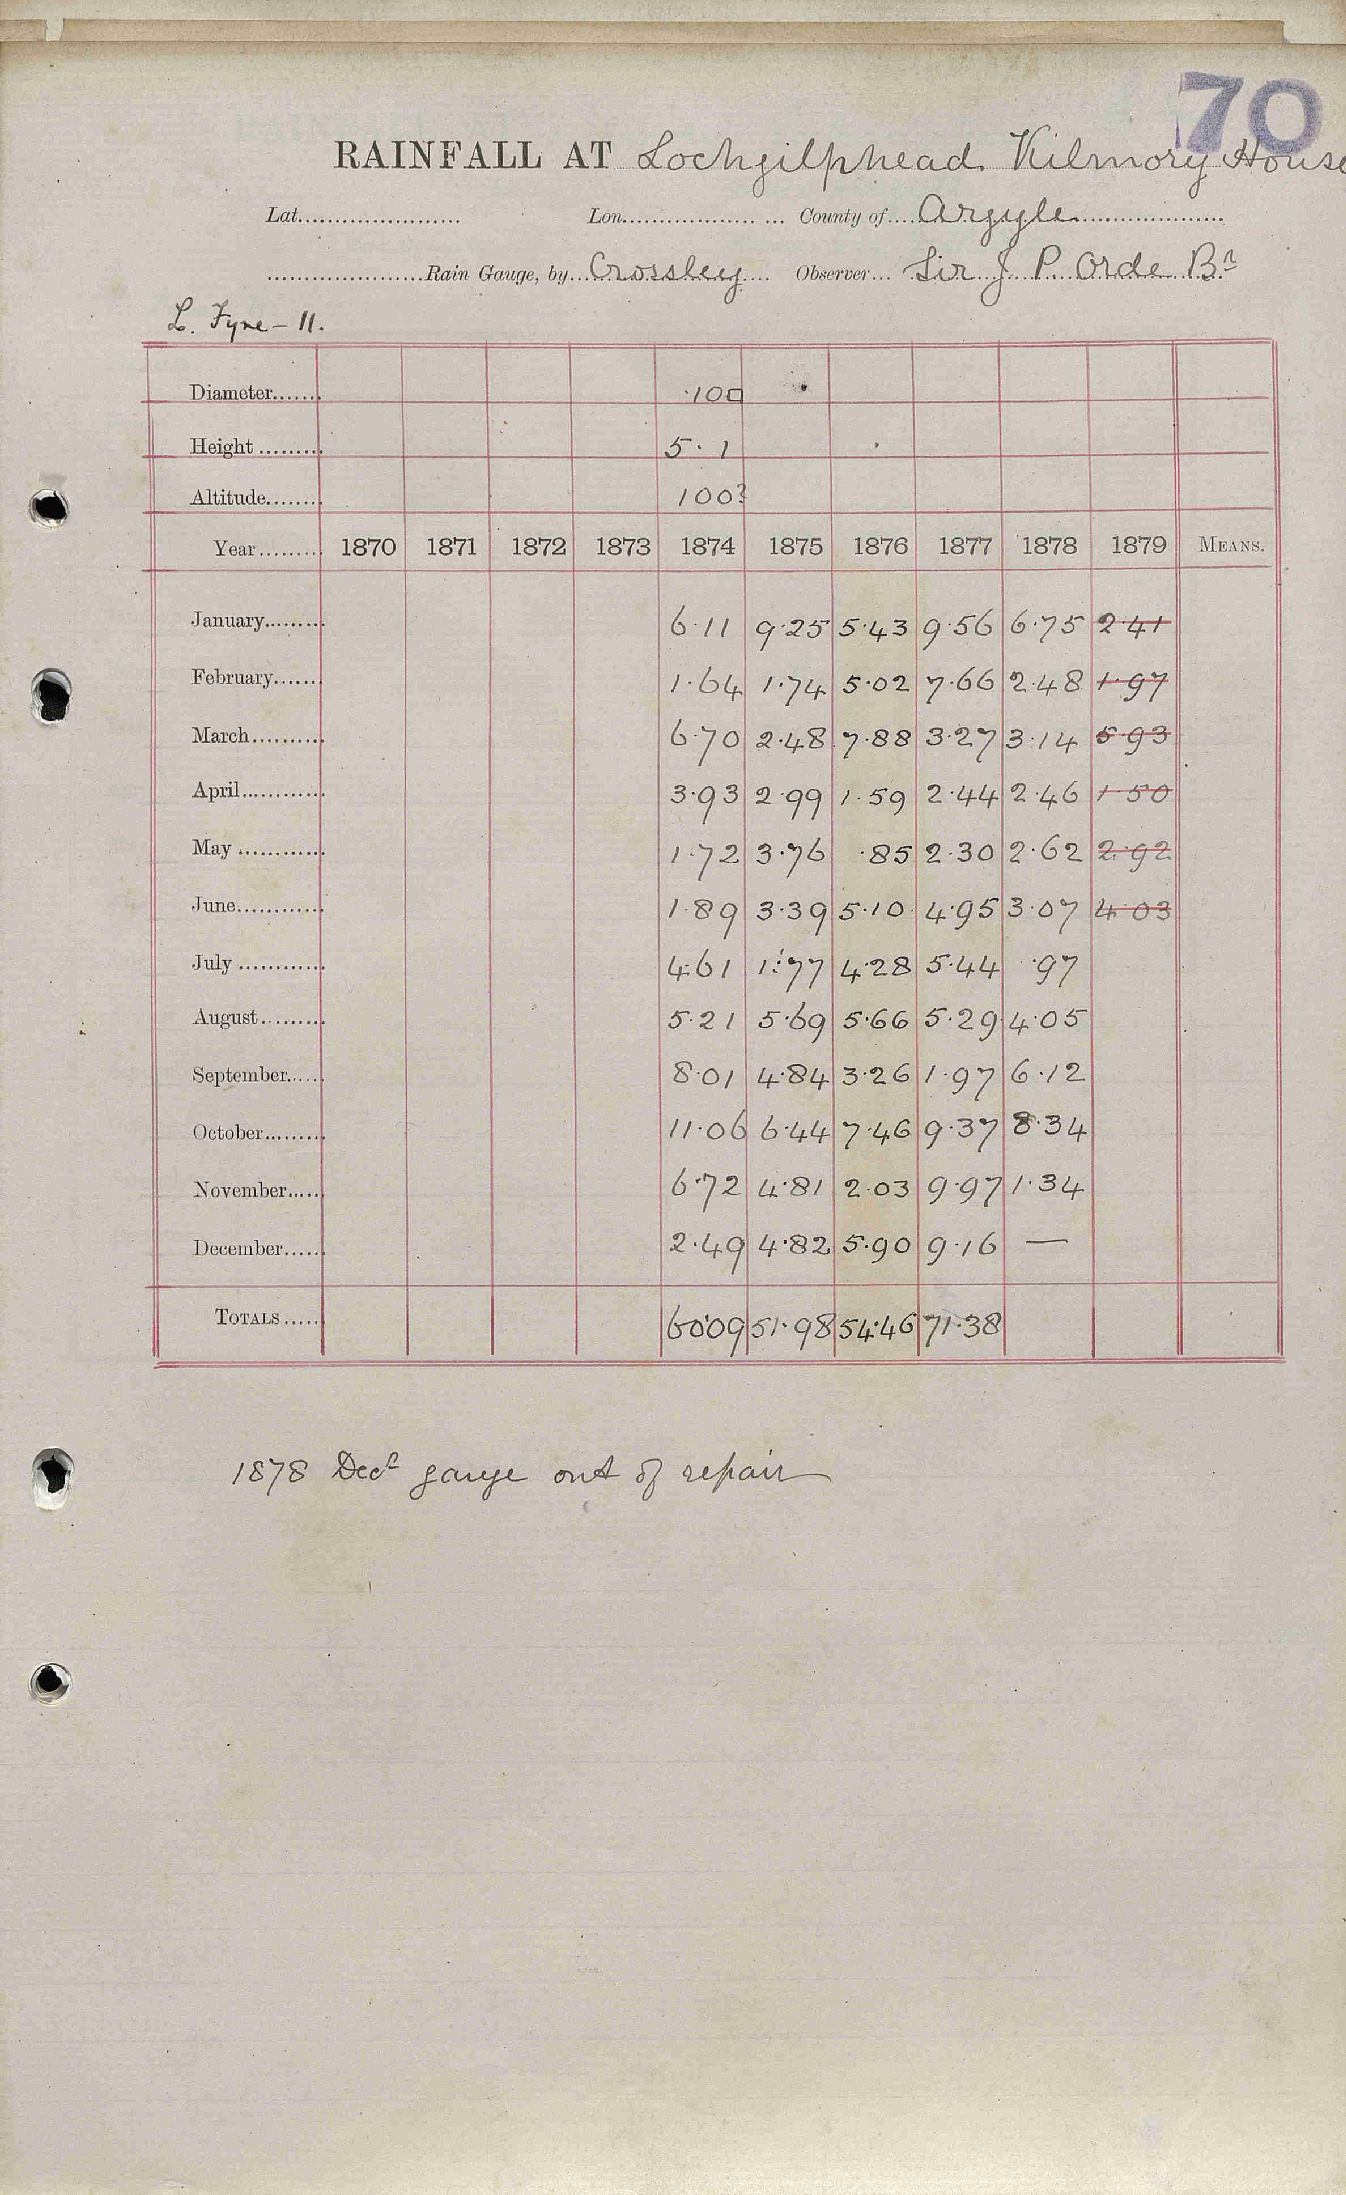 70
RAINFALL AT Lochgilphead Kilmory House
Lat. Lon. County of Argyle
Rain Gauge, by Crossley Observer Sir J P Orde Bt
L. Fyne - 11.
Diameter 100
Height 5. 1
Altitude 100?
Year 1870 1871 1872 1873 1874 1875 1876 1877 1878 1879 MEANS.
January 6.11 9.25 5.43 9.56 6.75 2.41
February 1.64 1.74 5.02 7.66 2.48 1.97
March 6.70 2.48 7.88 3.27 3.14 5.93
April 3.93 2.99 1.59 2.44 2.46 1.50
May 1.72 3.76 .85 2.30 2.62 2.92
June 1.89 3.39 5.10 4.95 3.07 4.03
July 4.61 1.77 4.28 5.44 .97
August 5.21 5.69 5.66 5.29 4.05
September 8.01 4.84 3.26 1.97 6.12
October 11.06 6.44 7.46 9.37 8.34
November 6.72 4.81 2.03 9.97 1.34
December 2.49 4.82 5.90 9.16 —
TOTALS 60.09 51.98 54.46 71.38
1878 Decr gauge out of repair